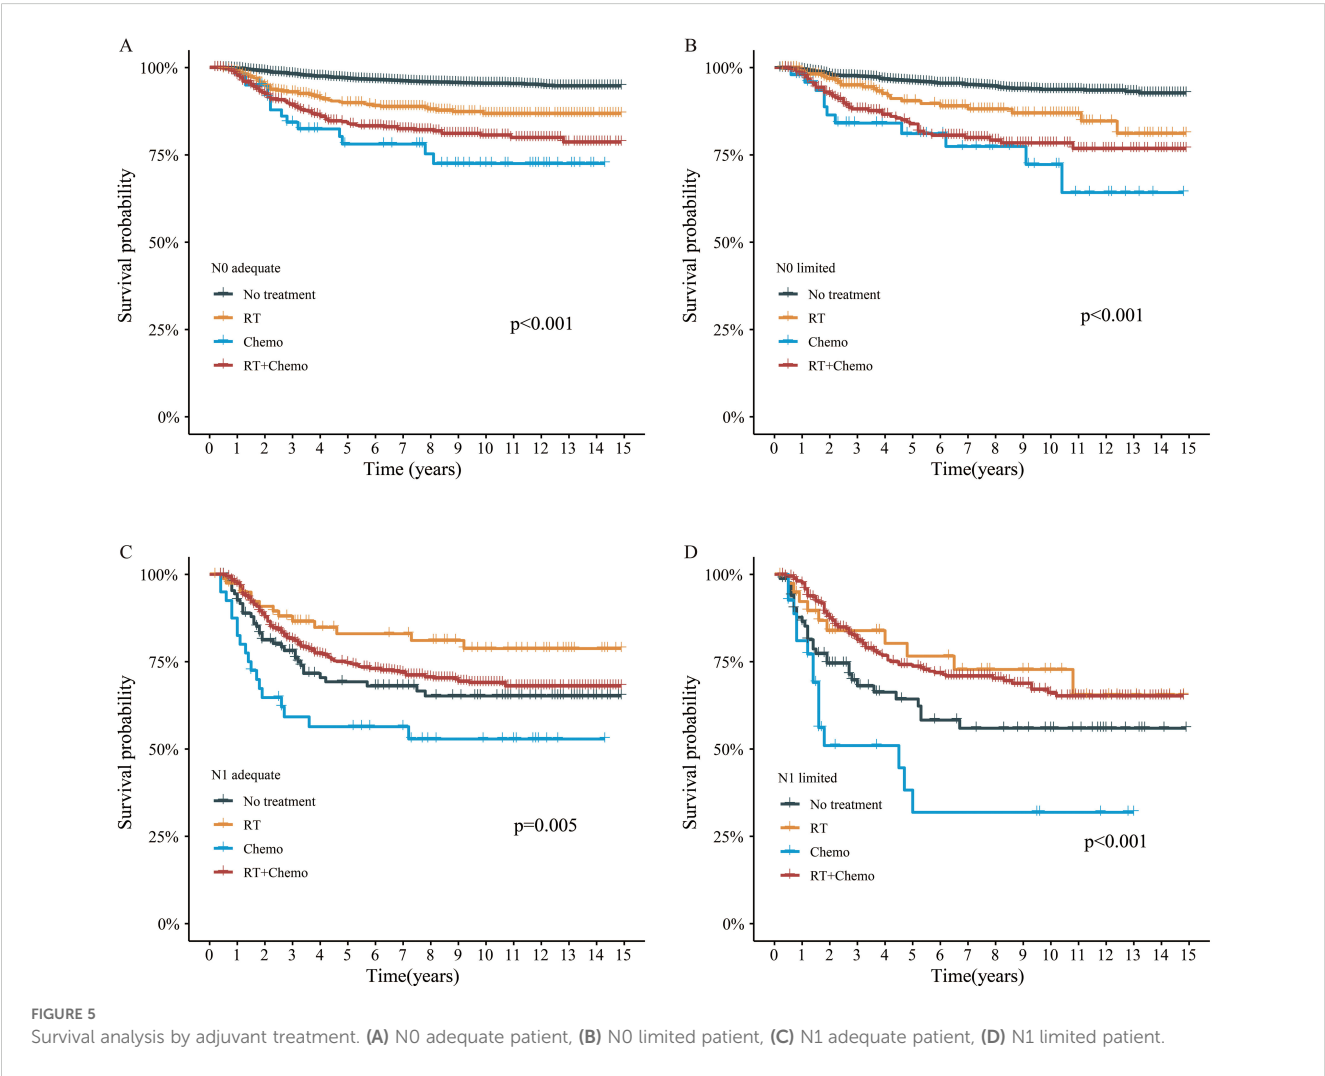 A
100%
75%
50%
25%
0%
Survival probability
N0 adequate
No treatment
RT
Chemo
RT+Chemo
p<0.001
0 1 2 3 4 5 6 7 8 9 10 11 12 13 14 15
Time (years)
B
100%
75%
50%
25%
0%
Survival probability
N0 limited
No treatment
RT
Chemo
RT+Chemo
p<0.001
0 1 2 3 4 5 6 7 8 9 10 11 12 13 14 15
Time(years)
C
100%
75%
50%
25%
0%
Survival probability
N1 adequate
No treatment
RT
Chemo
RT+Chemo
p=0.005
0 1 2 3 4 5 6 7 8 9 10 11 12 13 14 15
Time(years)
D
100%
75%
50%
25%
0%
Survival probability
N1 limited
No treatment
RT
Chemo
RT+Chemo
p<0.001
0 1 2 3 4 5 6 7 8 9 10 11 12 13 14 15
Time(years)
FIGURE 5
Survival analysis by adjuvant treatment. (A) N0 adequate patient, (B) N0 limited patient, (C) N1 adequate patient, (D) N1 limited patient.